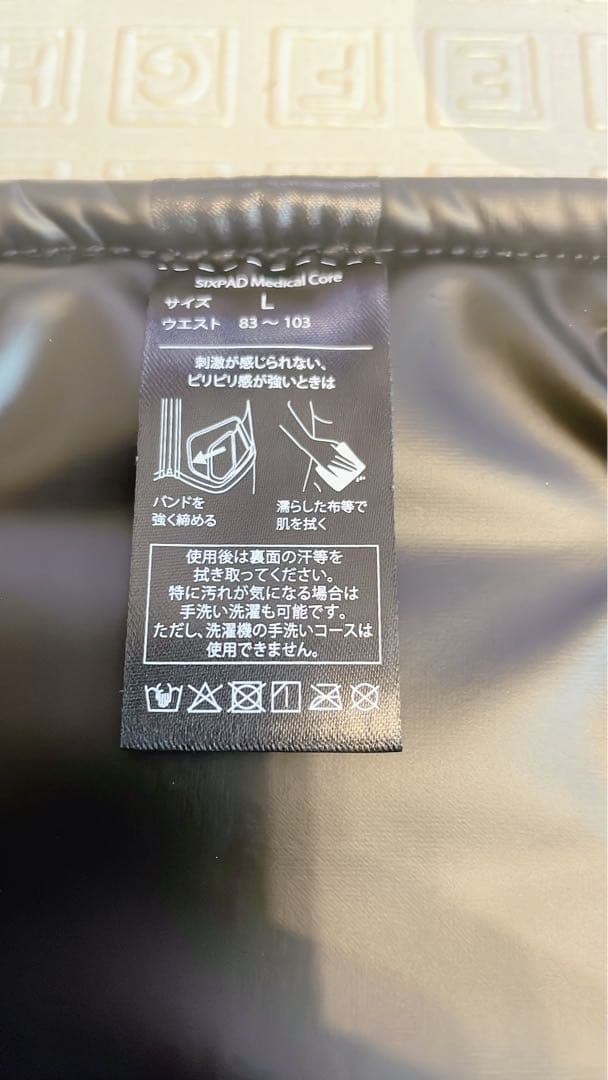 H G F E
SIXPAD Medical Core
サイズ L
ウエスト 83～103
刺激が感じられない、
ピリピリ感が強いときは
バンドを
強く締める
濡らした布等で
肌を拭く
使用後は裏面の汗等を
拭き取ってください。
特に汚れが気になる場合は
手洗い洗濯も可能です。
ただし、洗濯機の手洗いコースは
使用できません。